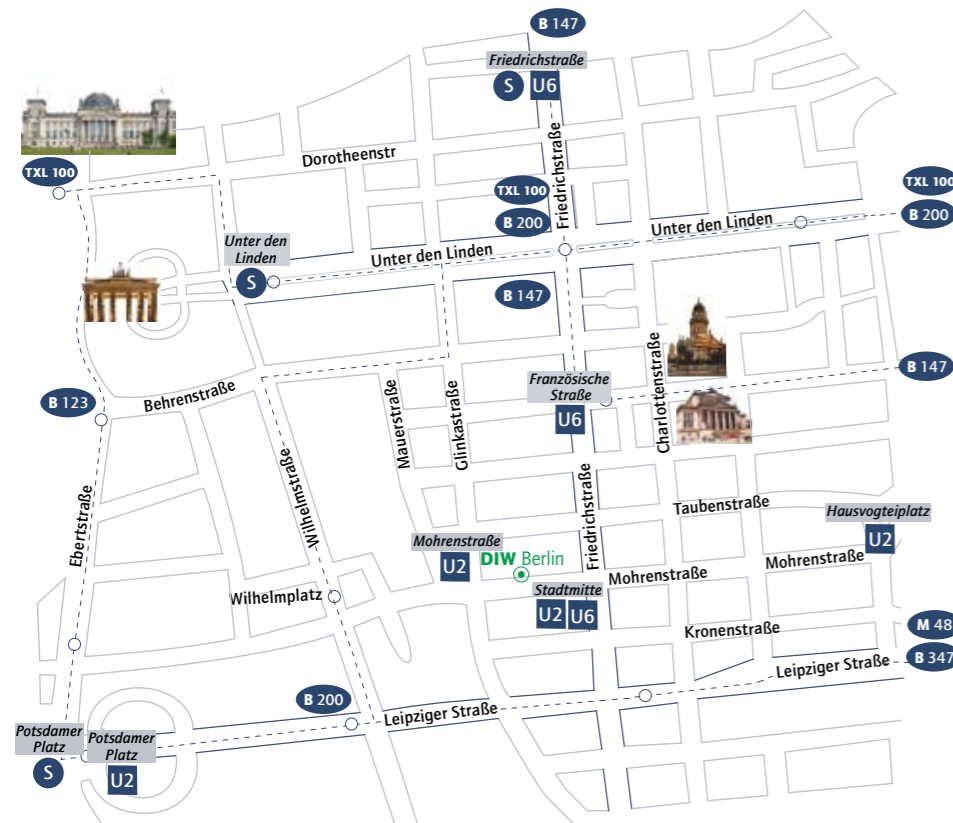 B 147
Friedrichstraße
S
U6
Dorotheenstr
Friedrichstraße
TXL 100
TXL 100
TXL 100
B 200
B 200
Unter den
Linden
S
Unter den Linden
Unter den Linden
B 147
Charlottenstraße
B 147
Französische
Straße
U6
B 123
Behrenstraße
Mauerstraße
Glinkastraße
Wilhelmstraße
Ebertstraße
Friedrichstraße
Taubenstraße
Hausvogteiplatz
U2
Mohrenstraße
U2
DIW Berlin
Mohrenstraße
Mohrenstraße
Stadtmitte
U2
U6
Wilhelmplatz
Kronenstraße
M 48
B 347
Leipziger Straße
B 200
Leipziger Straße
Potsdamer
Platz
S
Potsdamer
Platz
U2